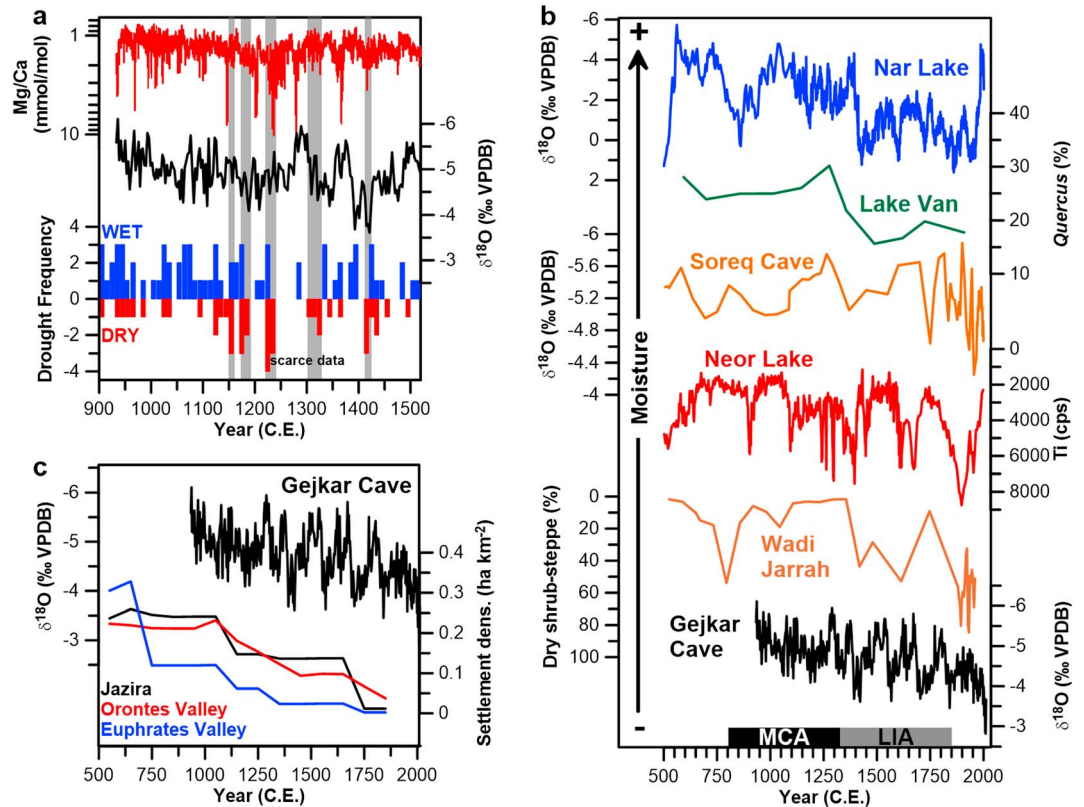 a
1
10
Mg/Ca
(mmol/mol)
-6
-5
-4
-3
δ18O (‰ VPDB)
4
2
0
-2
-4
Drought Frequency
WET
DRY
scarce data
900 1000 1100 1200 1300 1400 1500
Year (C.E.)
b
-6
-4
-2
0
2
δ18O (‰ VPDB)
+
Moisture
-
Nar Lake
40
30
20
10
0
Quercus (%)
Lake Van
-6
-5.6
-5.2
-4.8
-4.4
-4
δ18O (‰ VPDB)
Soreq Cave
Neor Lake
2000
4000
6000
8000
Ti (cps)
0
20
40
60
80
100
Dry shrub-steppe (%)
Wadi
Jarrah
Gejkar
Cave
-6
-5
-4
-3
δ18O (‰ VPDB)
MCA LIA
500 750 1000 1250 1500 1750 2000
Year (C.E.)
c
Gejkar Cave
-6
-5
-4
-3
δ18O (‰ VPDB)
0.4
0.3
0.2
0.1
0
Settlement dens. (ha km-2)
Jazira
Orontes Valley
Euphrates Valley
500 750 1000 1250 1500 1750 2000
Year (C.E.)